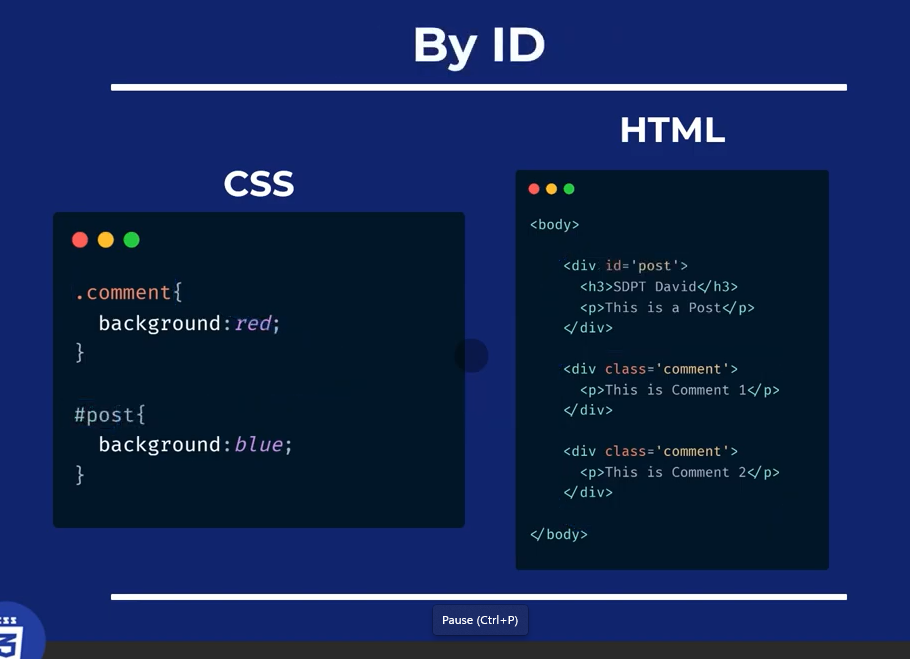 By ID
CSS
.comment{
background:red;
}
#post{
background:blue;
}
HTML
<body>
<div id='post'>
<h3>SDPT David</h3>
<p>This is a Post</p>
</div>
<div class='comment'>
<p>This is Comment 1</p>
</div>
<div class='comment'>
<p>This is Comment 2</p>
</div>
</body>
Pause (Ctrl+P)